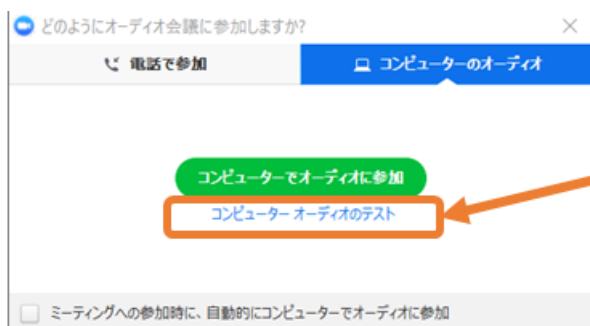 どのようにオーディオ会議に参加しますか?
電話で参加
コンピューターのオーディオ
コンピューターでオーディオに参加
コンピューター オーディオのテスト
ミーティングへの参加時に、自動的にコンピューターでオーディオに参加